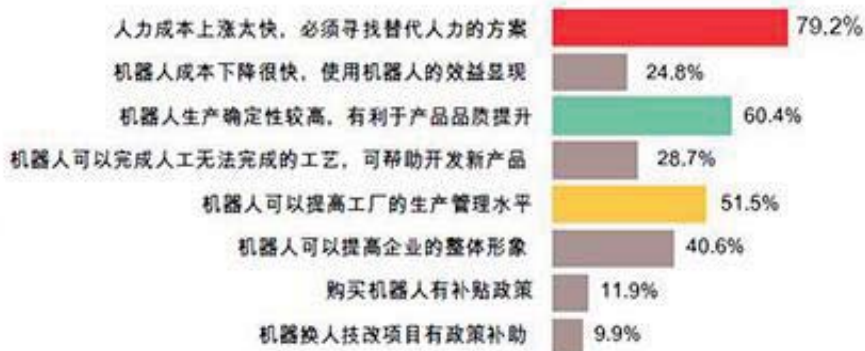 人力成本上涨太快，必须寻找替代人力的方案 79.2%
机器人成本下降很快，使用机器人的效益显现 24.8%
机器人生产确定性较高，有利于产品品质提升 60.4%
机器人可以完成人工无法完成的工艺，可帮助开发新产品 28.7%
机器人可以提高工厂的生产管理水平 51.5%
机器人可以提高企业的整体形象 40.6%
购买机器人有补贴政策 11.9%
机器换人技改项目有政策补助 9.9%